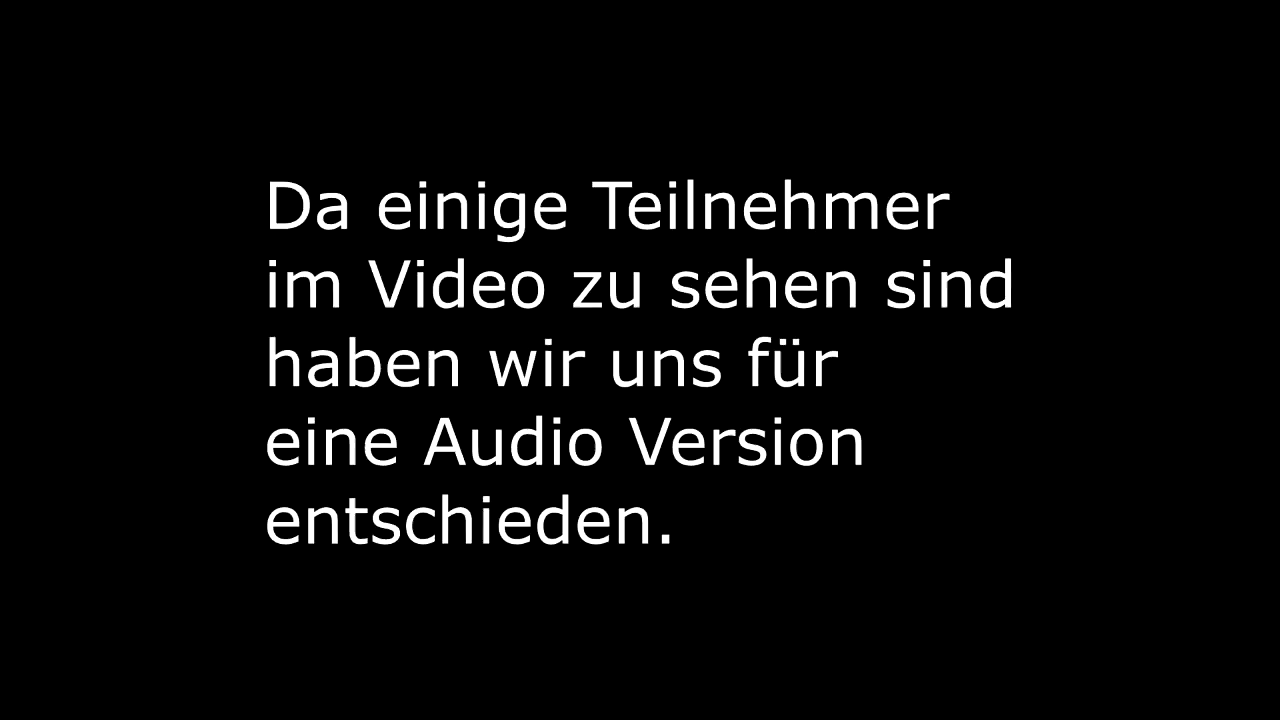 Da einige Teilnehmer
im Video zu sehen sind
haben wir uns für
eine Audio Version
entschieden.